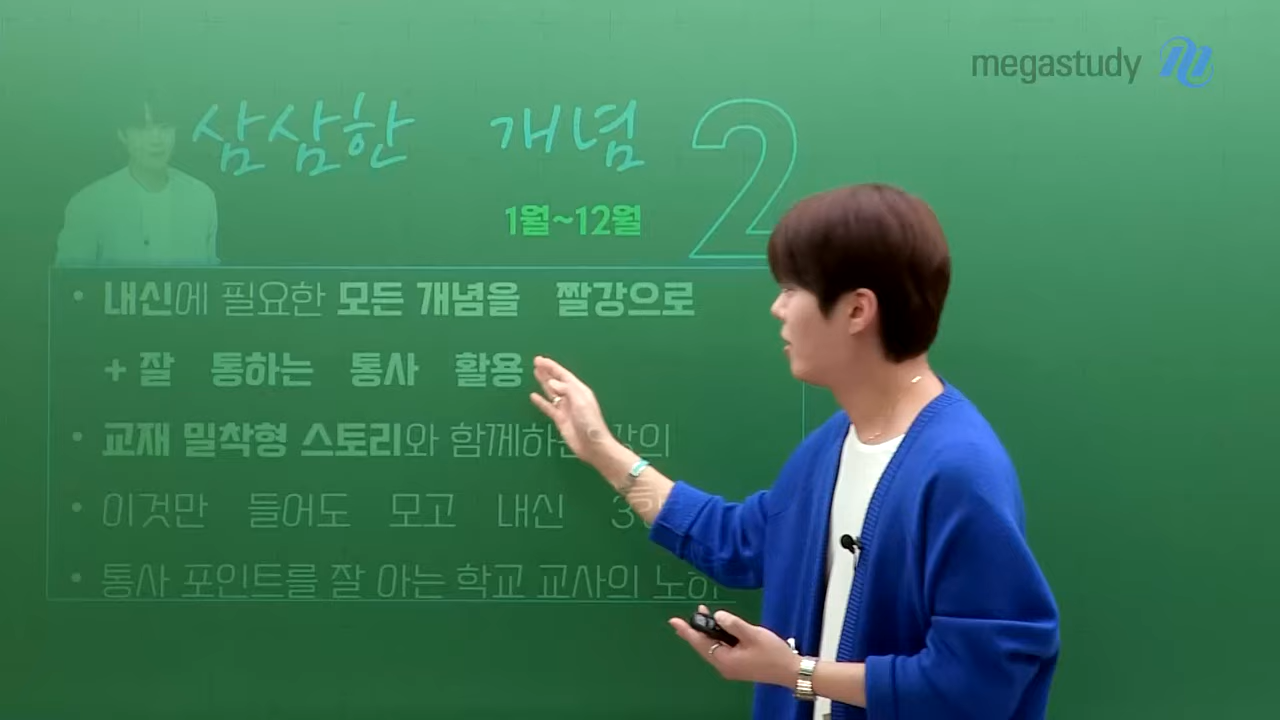 megastudy
삼삼한 개념 2
1월~12월
• 내신에 필요한 모든 개념을 짤강으로
+ 잘 통하는 통사 활용
• 교재 밀착형 스토리와 함께하는
• 이것만 들어도 모고 내신
• 통사 포인트를 잘 아는 학교 교사의 노하